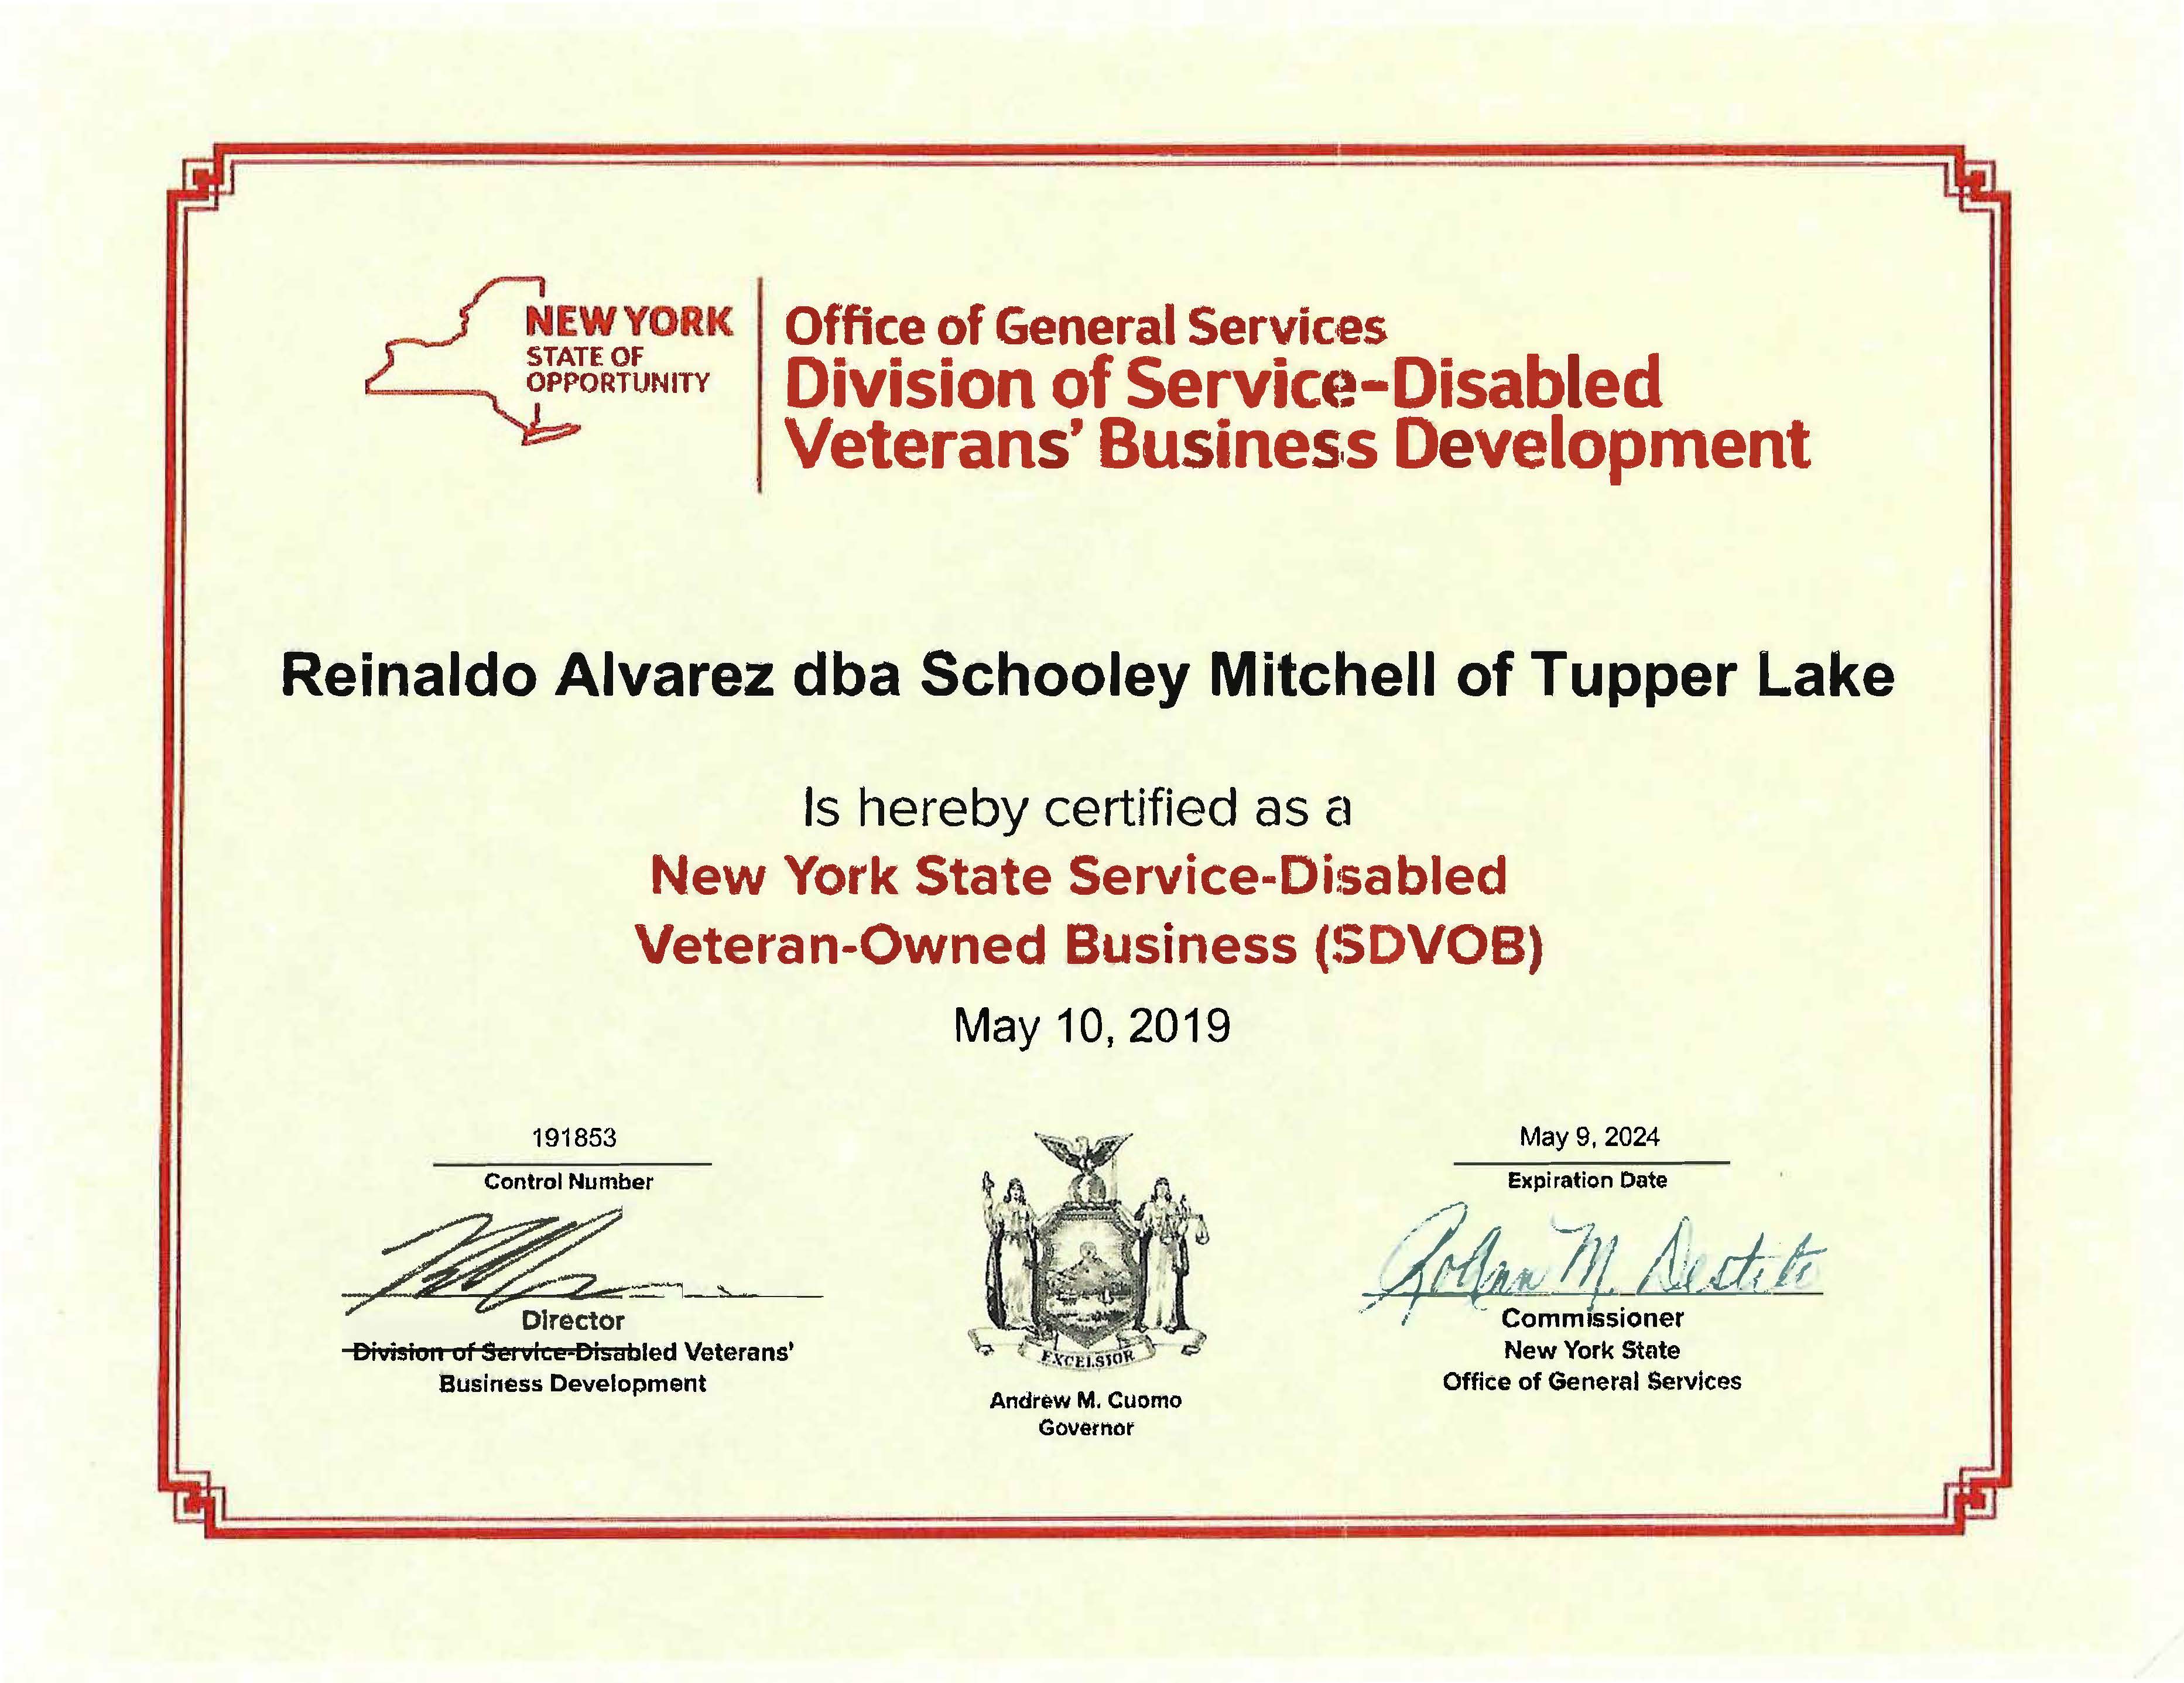 NEW YORK
STATE OF
OPPORTUNITY
Office of General Services
Division of Service-Disabled
Veterans' Business Development
Reinaldo Alvarez dba Schooley Mitchell of Tupper Lake
Is hereby certified as a
New York State Service-Disabled
Veteran-Owned Business (SDVOB)
May 10, 2019
191853
Control Number
Director
Division of Service-Disabled Veterans'
Business Development
EXCELSIOR
Andrew M. Cuomo
Governor
May 9, 2024
Expiration Date
RoAnn M. Destito
Commissioner
New York State
Office of General Services